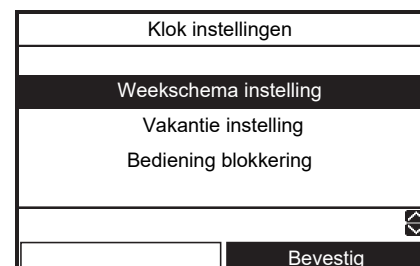 Klok instellingen
Weekschema instelling
Vakantie instelling
Bediening blokkering
Bevestig